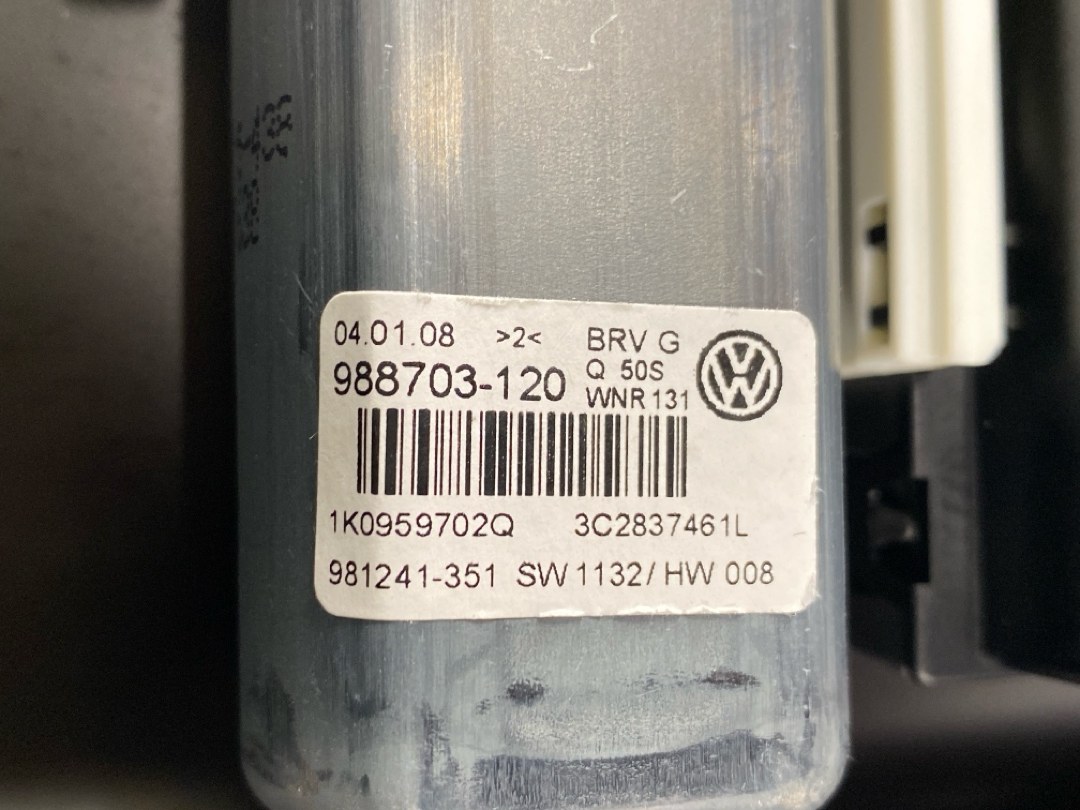 04.01.08 >2< BRV G
988703-120 Q 50S
WNR 131
1K0959702Q 3C2837461L
981241-351 SW 1132/ HW 008